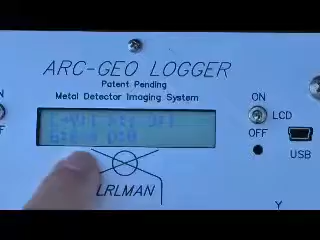 ARC-GEO LOGGER
Patent Pending
Metal Detector Imaging System
ON
LCD
OFF
USB
LRLMAN
Y